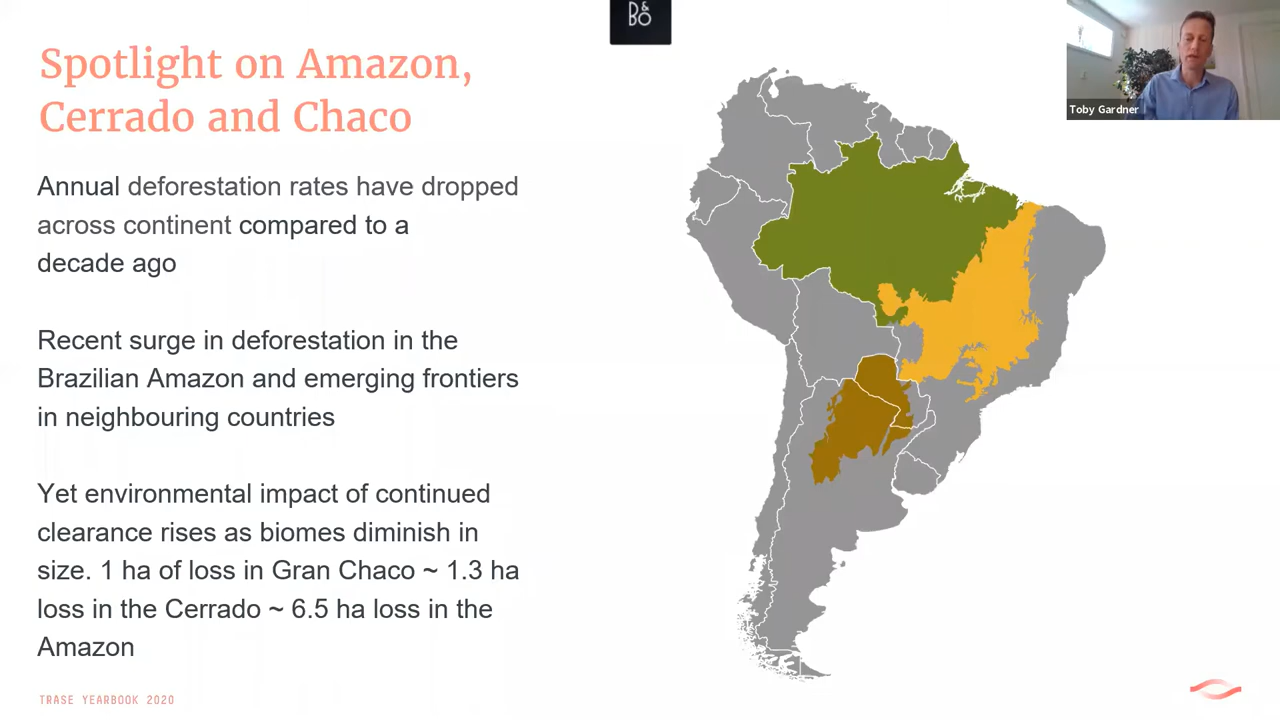 Spotlight on Amazon,
Cerrado and Chaco
Annual deforestation rates have dropped
across continent compared to a
decade ago
Recent surge in deforestation in the
Brazilian Amazon and emerging frontiers
in neighbouring countries
Yet environmental impact of continued
clearance rises as biomes diminish in
size. 1 ha of loss in Gran Chaco ~ 1.3 ha
loss in the Cerrado ~ 6.5 ha loss in the
Amazon
TRASE YEARBOOK 2020
B&O
Toby Gardner